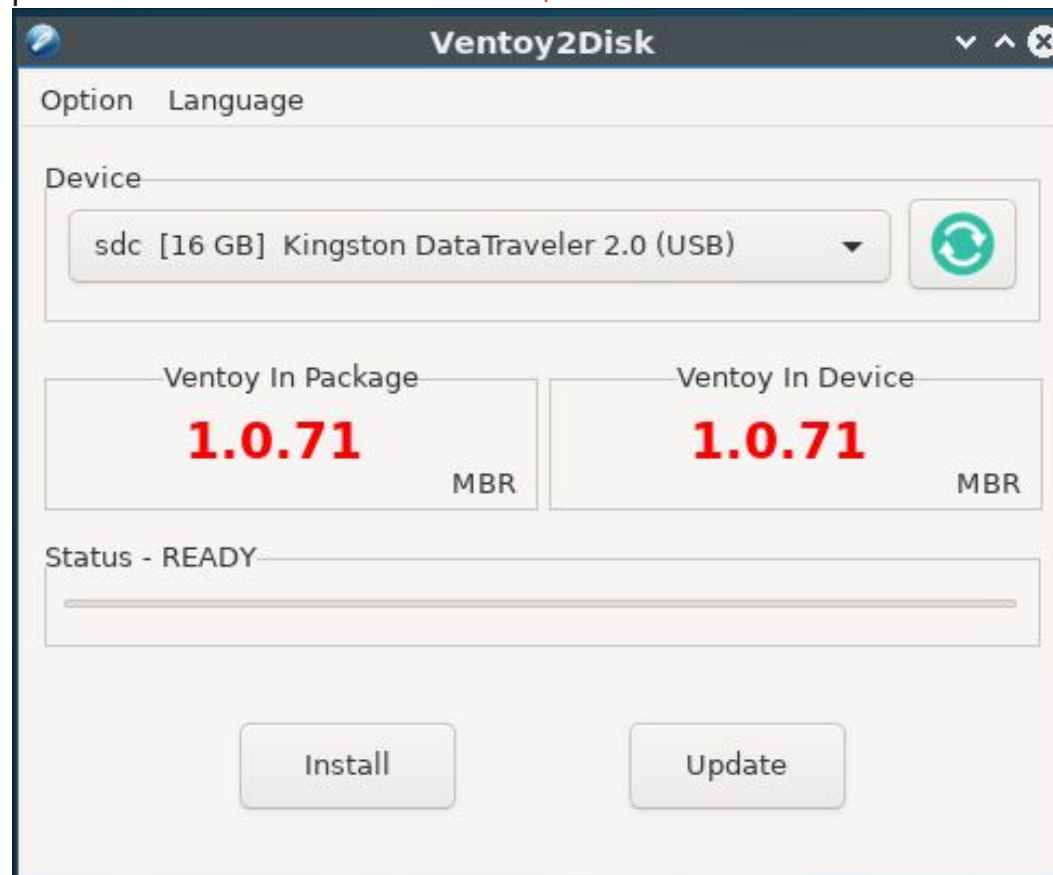 Ventoy2Disk
Option Language
Device
sdc [16 GB] Kingston DataTraveler 2.0 (USB)
Ventoy In Package
1.0.71
MBR
Ventoy In Device
1.0.71
MBR
Status - READY
Install
Update